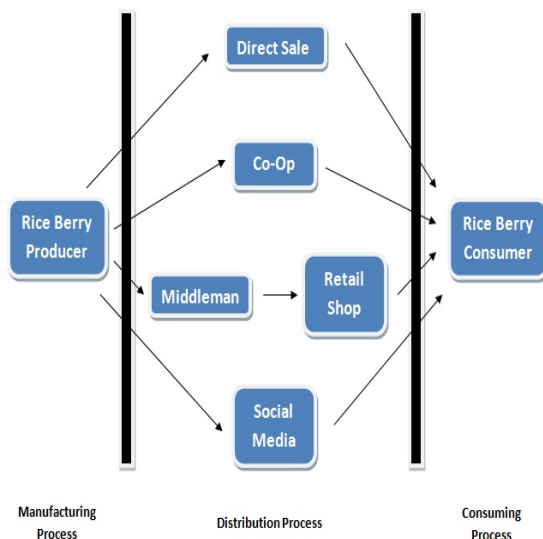 Direct Sale
Co-Op
Rice Berry
Producer
Rice Berry
Consumer
Middleman
Retail
Shop
Social
Media
Manufacturing
Process
Distribution Process
Consuming
Process